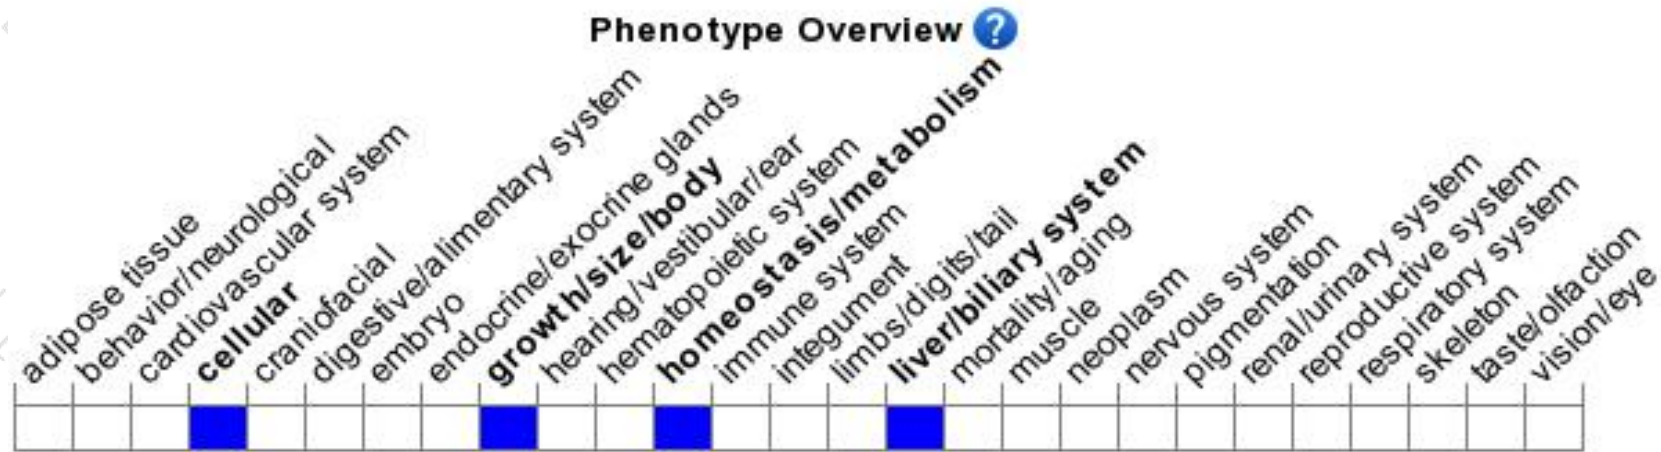 Phenotype Overview ?
adipose tissue
behavior/neurological
cardiovascular system
cellular
craniofacial
digestive/alimentary system
embryo
endocrine/exocrine glands
growth/size/body
hearing/vestibular/ear
hematopoietic system
homeostasis/metabolism
immune system
integument
limbs/digits/tail
liver/biliary system
mortality/aging
muscle
neoplasm
nervous system
pigmentation
renal/urinary system
reproductive system
respiratory system
skeleton
taste/olfaction
vision/eye